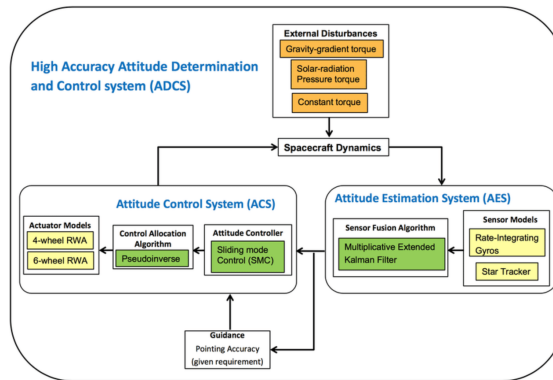 High Accuracy Attitude Determination
and Control system (ADCS)
External Disturbances
Gravity-gradient torque
Solar-radiation
Pressure torque
Constant torque
Spacecraft Dynamics
Attitude Control System (ACS)
Actuator Models
4-wheel RWA
6-wheel RWA
Control Allocation
Algorithm
Pseudoinverse
Attitude Controller
Sliding mode
Control (SMC)
Attitude Estimation System (AES)
Sensor Fusion Algorithm
Multiplicative Extended
Kalman Filter
Sensor Models
Rate-Integrating
Gyros
Star Tracker
Guidance
Pointing Accuracy
(given requirement)